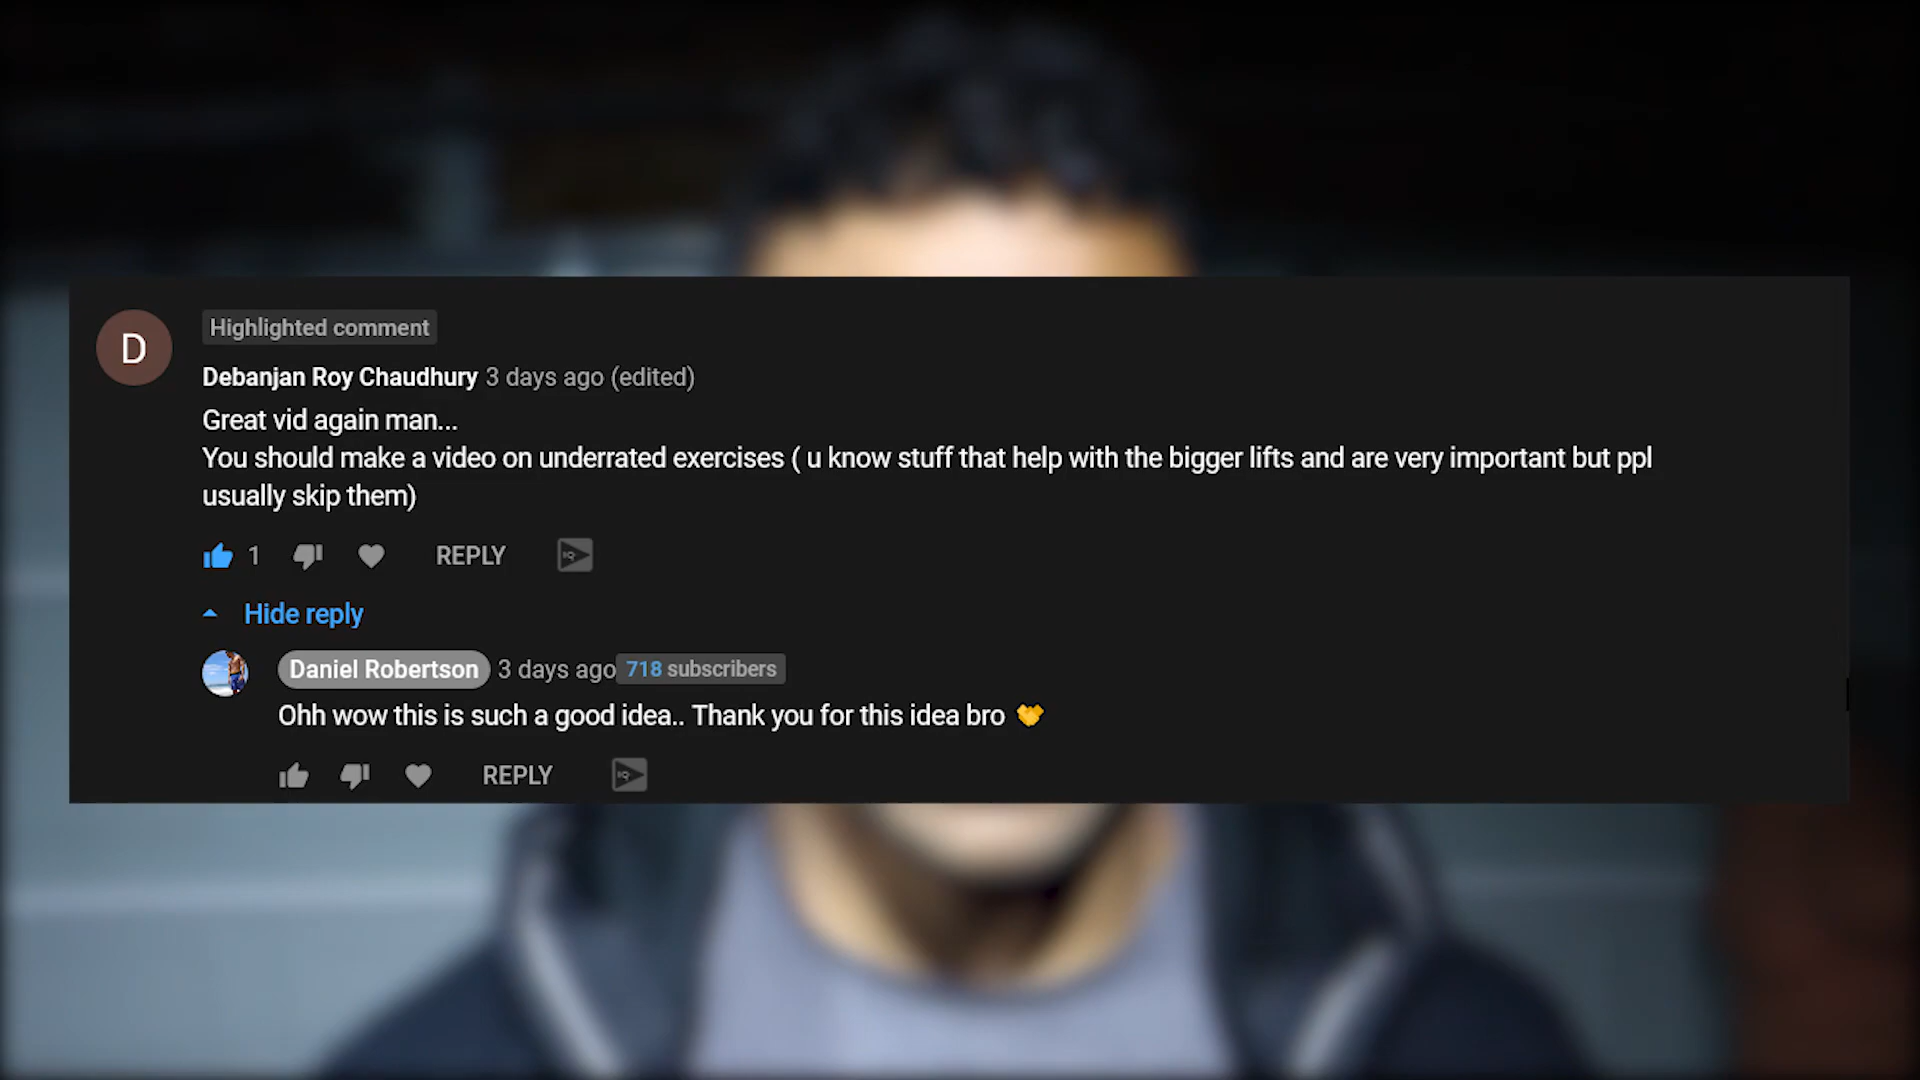 D
Highlighted comment
Debanjan Roy Chaudhury 3 days ago (edited)
Great vid again man...
You should make a video on underrated exercises ( u know stuff that help with the bigger lifts and are very important but ppl
usually skip them)
1 REPLY IQ
Hide reply
Daniel Robertson 3 days ago 718 subscribers
Ohh wow this is such a good idea.. Thank you for this idea bro
REPLY IQ